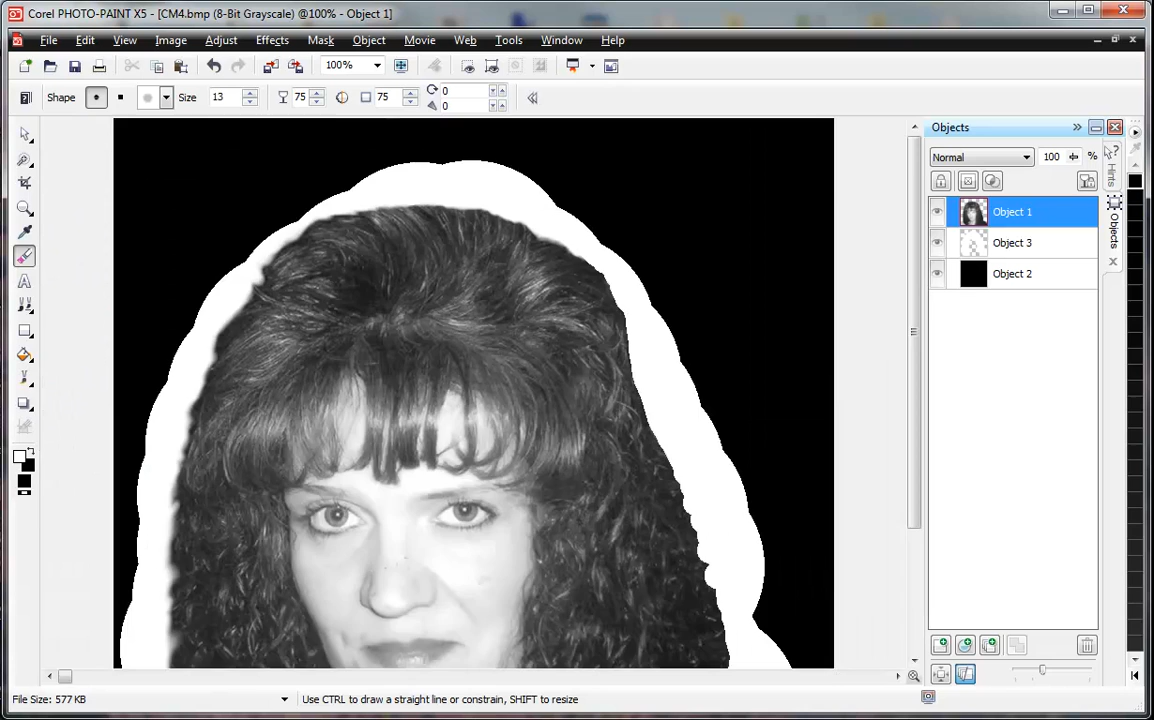 Corel PHOTO-PAINT X5 - [CM4.bmp (8-Bit Grayscale) @100% - Object 1]
File Edit View Image Adjust Effects Mask Object Movie Web Tools Window Help
100%
Shape Size 13 75 75 0
0
Objects
Normal 100 %
Hints
Objects
Object 1
Object 3
Object 2
File Size: 577 KB Use CTRL to draw a straight line or constrain, SHIFT to resize